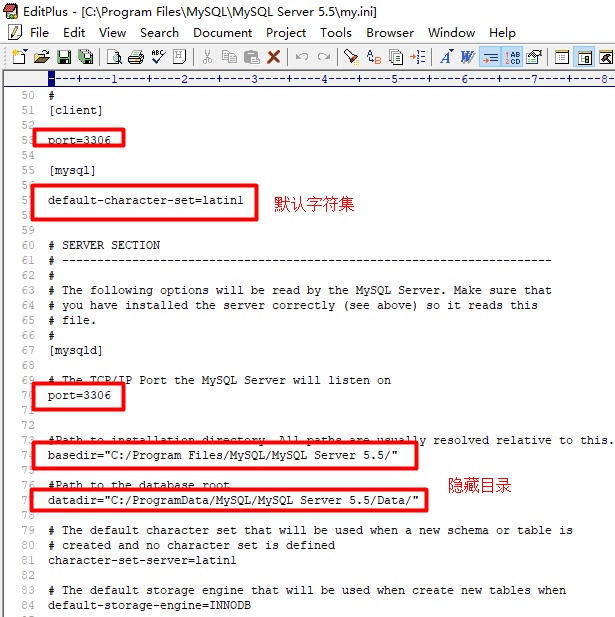 EditPlus - [C:\Program Files\MySQL\MySQL Server 5.5\my.ini]
File Edit View Search Document Project Tools Browser Window Help
----+----1----+----2----+----3----+----4----+----5----+----6----+----7----+----8-
50 #
51 [client]
52
53 port=3306
54
55 [mysql]
56
57 default-character-set=latin1 默认字符集
58
59
60 # SERVER SECTION
61 # ----------------------------------------------------------------------
62 #
63 # The following options will be read by the MySQL Server. Make sure that
64 # you have installed the server correctly (see above) so it reads this
65 # file.
66 #
67 [mysqld]
68
69 # The TCP/IP Port the MySQL Server will listen on
70 port=3306
71
72
73 #Path to installation directory. All paths are usually resolved relative to this.
74 basedir="C:/Program Files/MySQL/MySQL Server 5.5/"
75
76 #Path to the database root 隐藏目录
77 datadir="C:/ProgramData/MySQL/MySQL Server 5.5/Data/"
78
79 # The default character set that will be used when a new schema or table is
80 # created and no character set is defined
81 character-set-server=latin1
82
83 # The default storage engine that will be used when create new tables when
84 default-storage-engine=INNODB